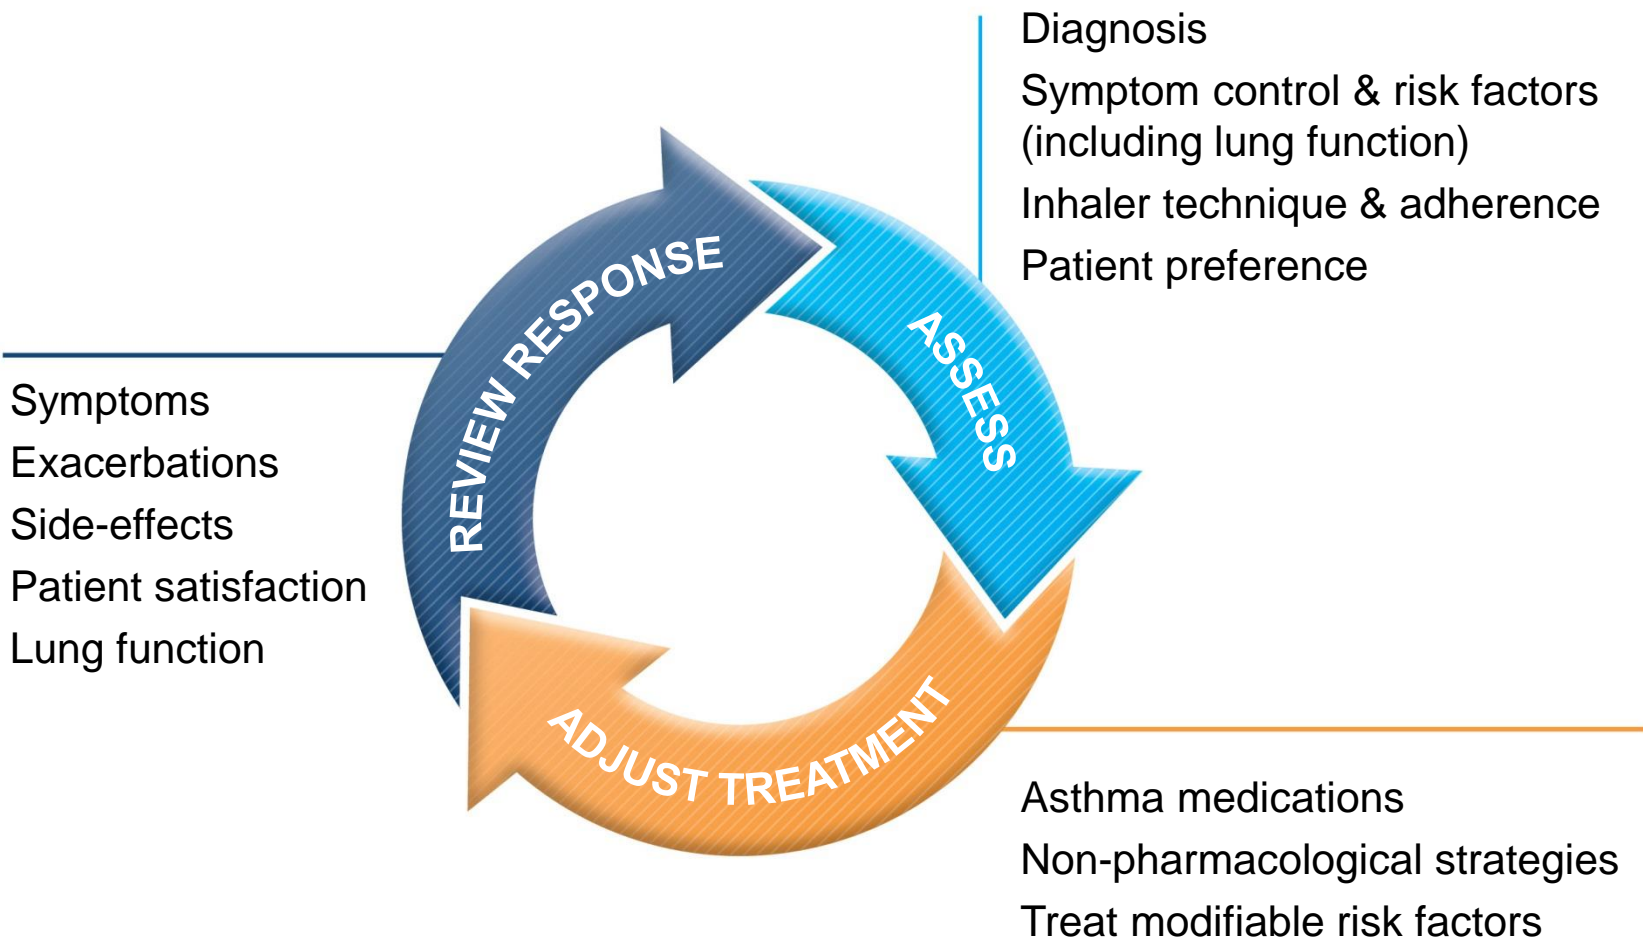 Diagnosis
Symptom control & risk factors
(including lung function)
Inhaler technique & adherence
Patient preference
REVIEW RESPONSE
ASSESS
Symptoms
Exacerbations
Side-effects
Patient satisfaction
Lung function
ADJUST TREATMENT
Asthma medications
Non-pharmacological strategies
Treat modifiable risk factors